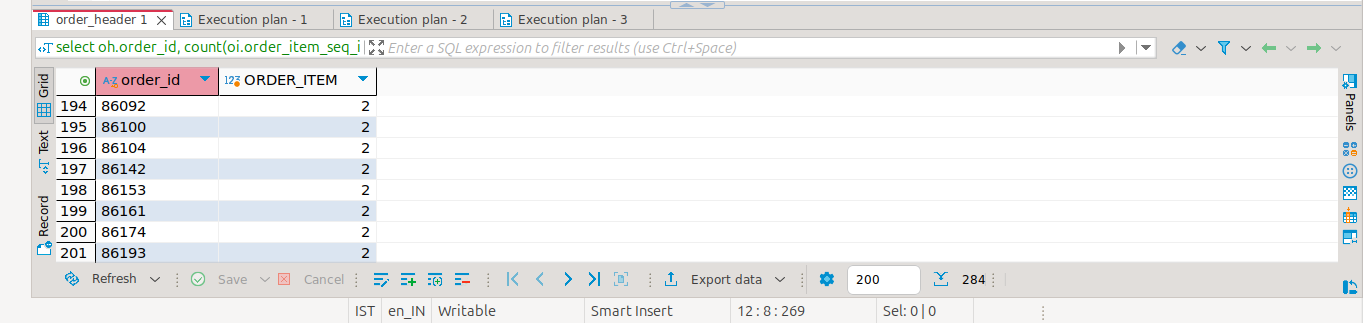 order_header 1 Execution plan - 1 Execution plan - 2 Execution plan - 3
select oh.order_id, count(oi.order_item_seq_i Enter a SQL expression to filter results (use Ctrl+Space)
Grid
Text
Record
A-Z order_id 123 ORDER_ITEM
194 86092 2
195 86100 2
196 86104 2
197 86142 2
198 86153 2
199 86161 2
200 86174 2
201 86193 2
Panels
Refresh Save Cancel Export data 200 284
IST en_IN Writable Smart Insert 12 : 8 : 269 Sel: 0 | 0